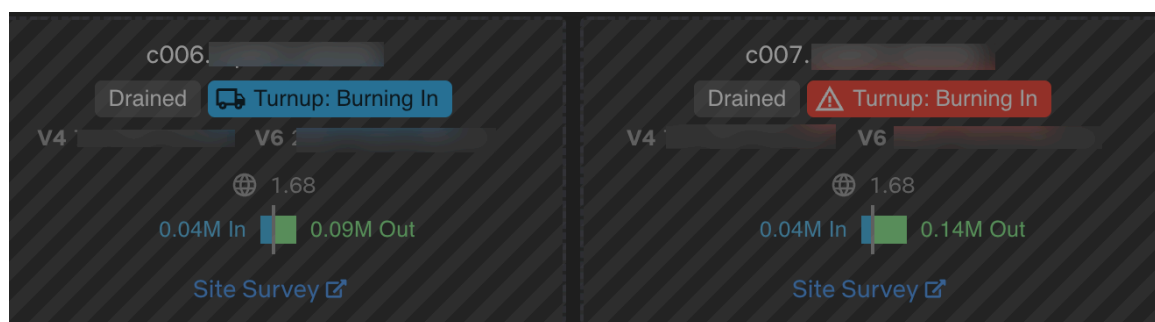 c006.
Drained Turnup: Burning In
V4 V6
1.68
0.04M In 0.09M Out
Site Survey
c007.
Drained Turnup: Burning In
V4 V6
1.68
0.04M In 0.14M Out
Site Survey